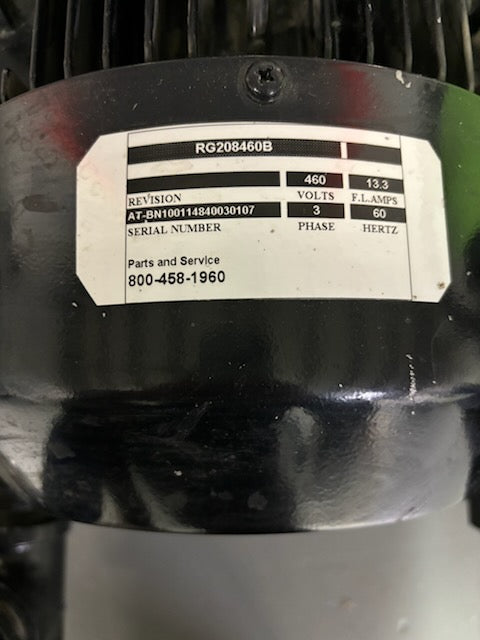 RG208460B
460 13.3
REVISION VOLTS F.L.AMPS
AT-BN100114840030107 3 60
SERIAL NUMBER PHASE HERTZ
Parts and Service
800-458-1960